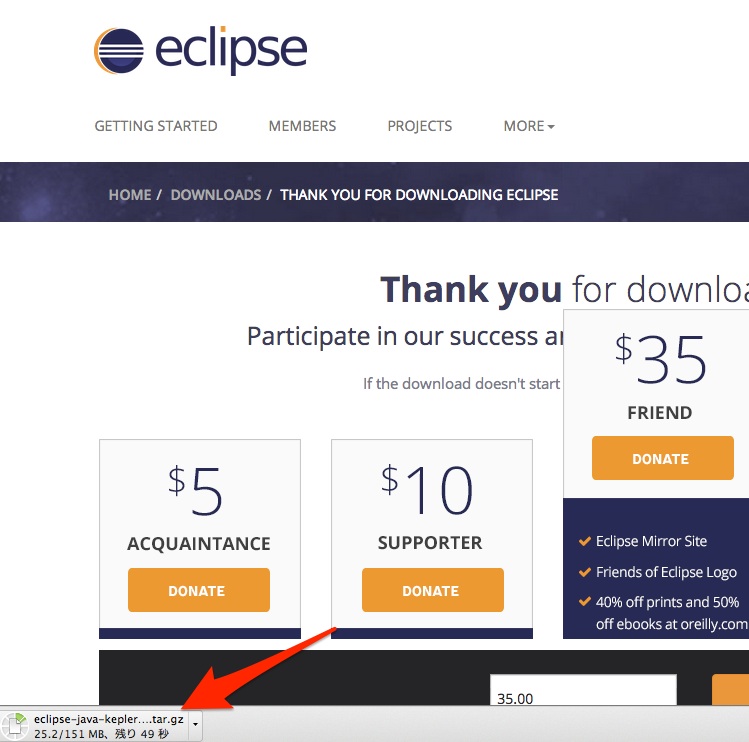 eclipse
GETTING STARTED MEMBERS PROJECTS MORE
HOME / DOWNLOADS / THANK YOU FOR DOWNLOADING ECLIPSE
Thank you for downloa
Participate in our success a
If the download doesn't start
$5
ACQUAINTANCE
DONATE
$10
SUPPORTER
DONATE
$35
FRIEND
DONATE
Eclipse Mirror Site
Friends of Eclipse Logo
40% off prints and 50%
off ebooks at oreilly.com
35.00
eclipse-java-kepler....tar.gz
25.2/151 MB、残り 49 秒